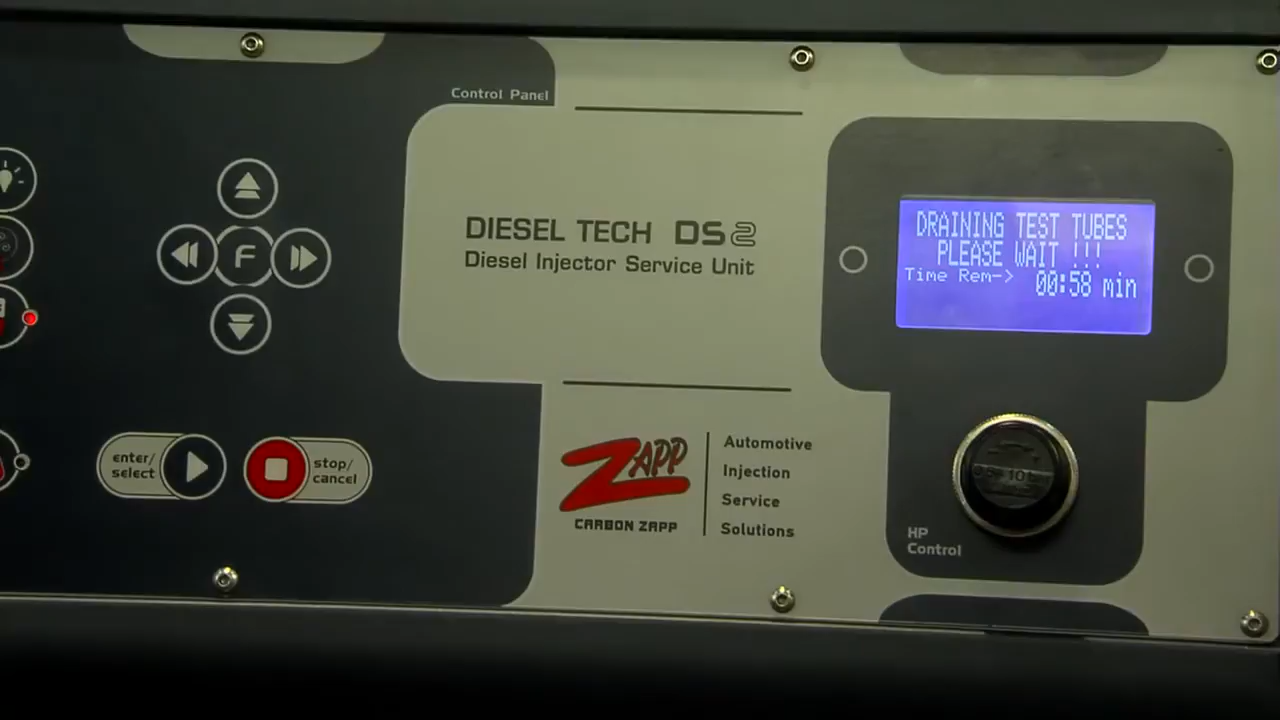 Control Panel
DIESEL TECH DS2
Diesel Injector Service Unit
DRAINING TEST TUBES
PLEASE WAIT !!!
Time Rem-> 00:58 min
F
enter/
select
stop/
cancel
ZAPP
CARBON ZAPP
Automotive
Injection
Service
Solutions
HP
Control